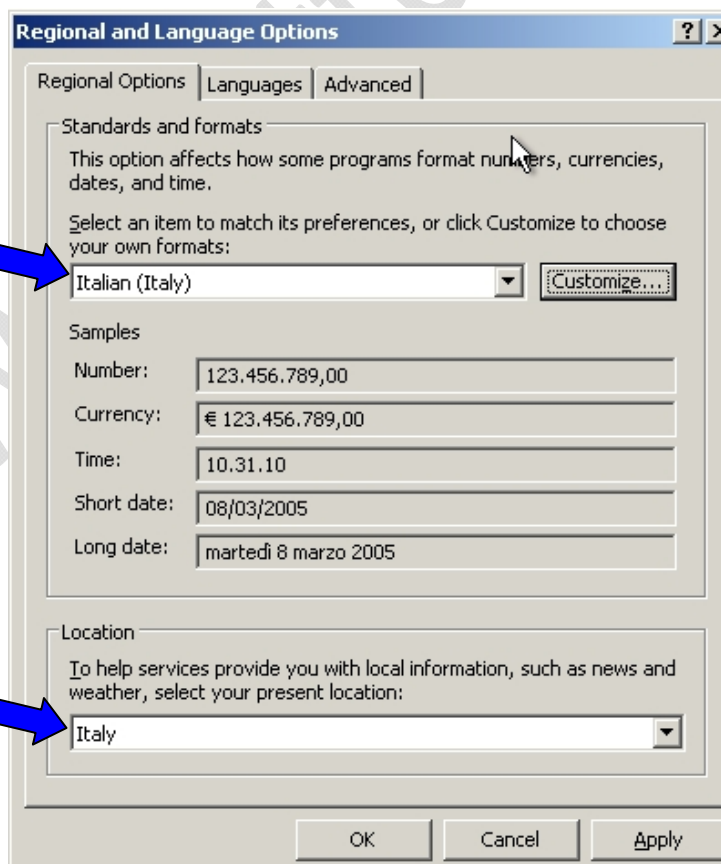 Regional and Language Options
Regional Options Languages Advanced
Standards and formats
This option affects how some programs format numbers, currencies,
dates, and time.
Select an item to match its preferences, or click Customize to choose
your own formats:
Italian (Italy) Customize...
Samples
Number: 123.456.789,00
Currency: € 123.456.789,00
Time: 10.31.10
Short date: 08/03/2005
Long date: martedì 8 marzo 2005
Location
To help services provide you with local information, such as news and
weather, select your present location:
Italy
OK Cancel Apply